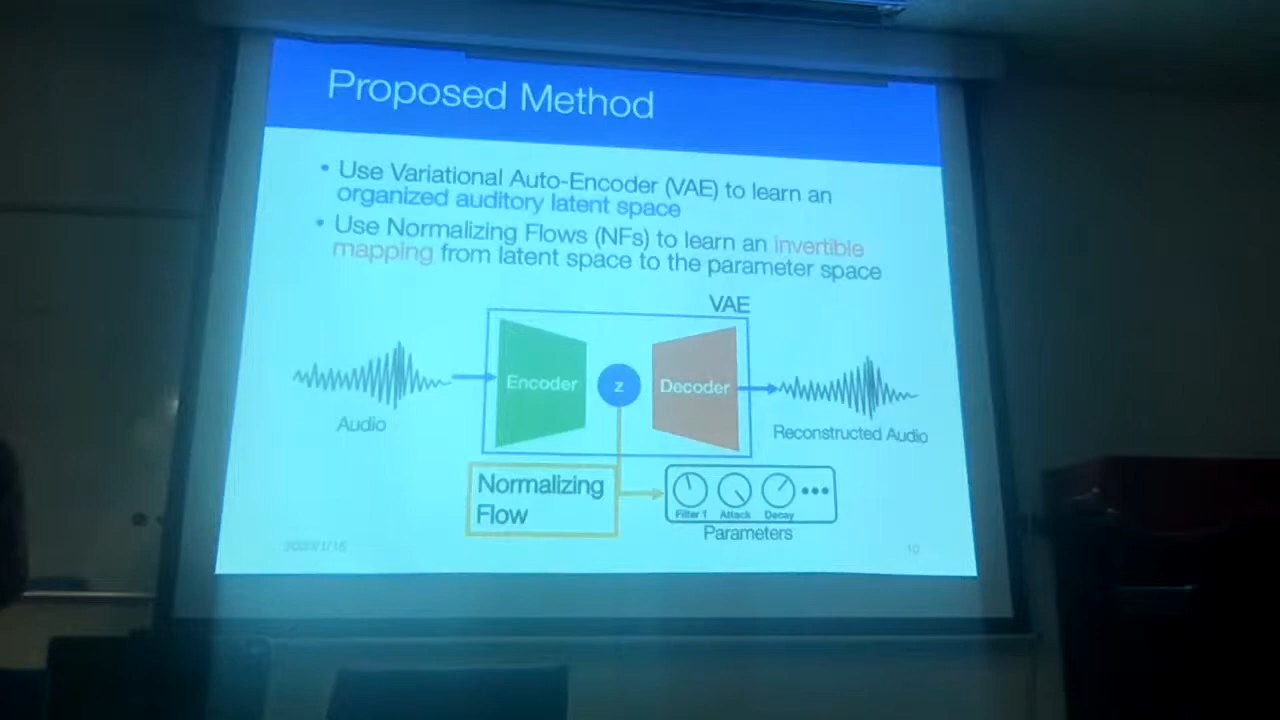 Proposed Method
• Use Variational Auto-Encoder (VAE) to learn an
organized auditory latent space
• Use Normalizing Flows (NFs) to learn an invertible
mapping from latent space to the parameter space
VAE
Encoder
z
Decoder
Audio
Reconstructed Audio
Normalizing
Flow
Filter 1
Attack
Decay
Parameters
10